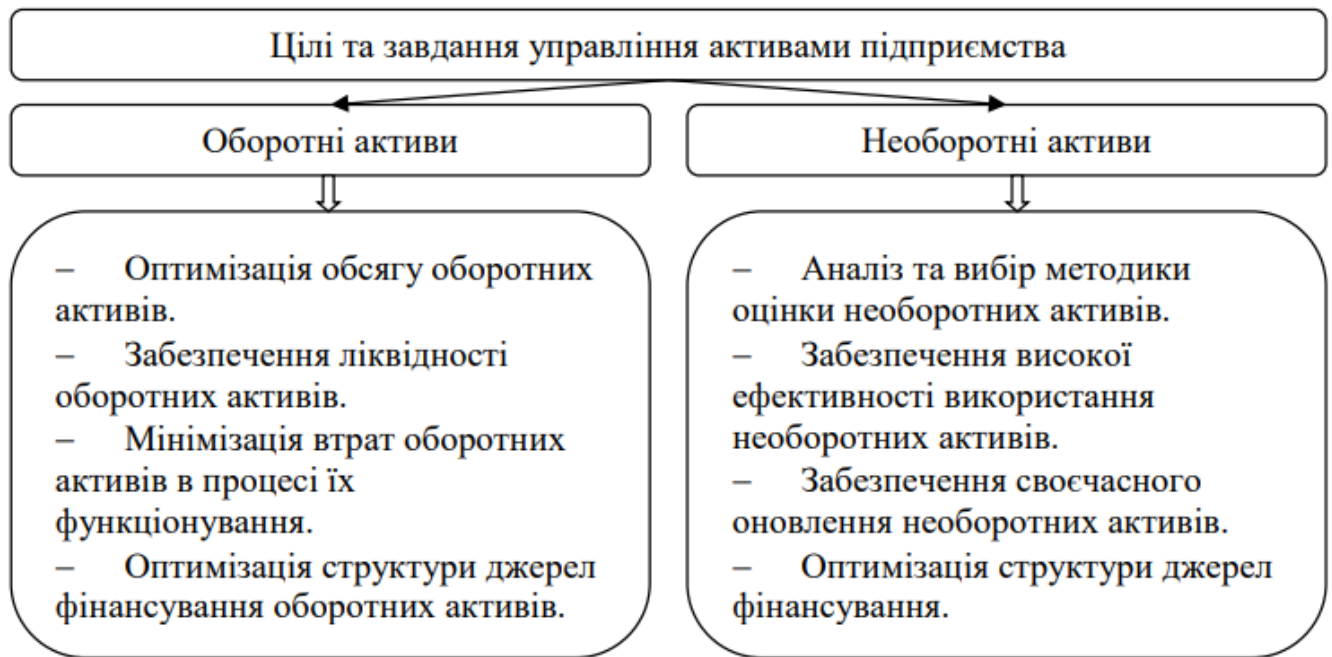 Цілі та завдання управління активами підприємства
Оборотні активи
Необоротні активи
– Оптимізація обсягу оборотних
активів.
– Забезпечення ліквідності
оборотних активів.
– Мінімізація втрат оборотних
активів в процесі їх
функціонування.
– Оптимізація структури джерел
фінансування оборотних активів.
– Аналіз та вибір методики
оцінки необоротних активів.
– Забезпечення високої
ефективності використання
необоротних активів.
– Забезпечення своєчасного
оновлення необоротних активів.
– Оптимізація структури джерел
фінансування.